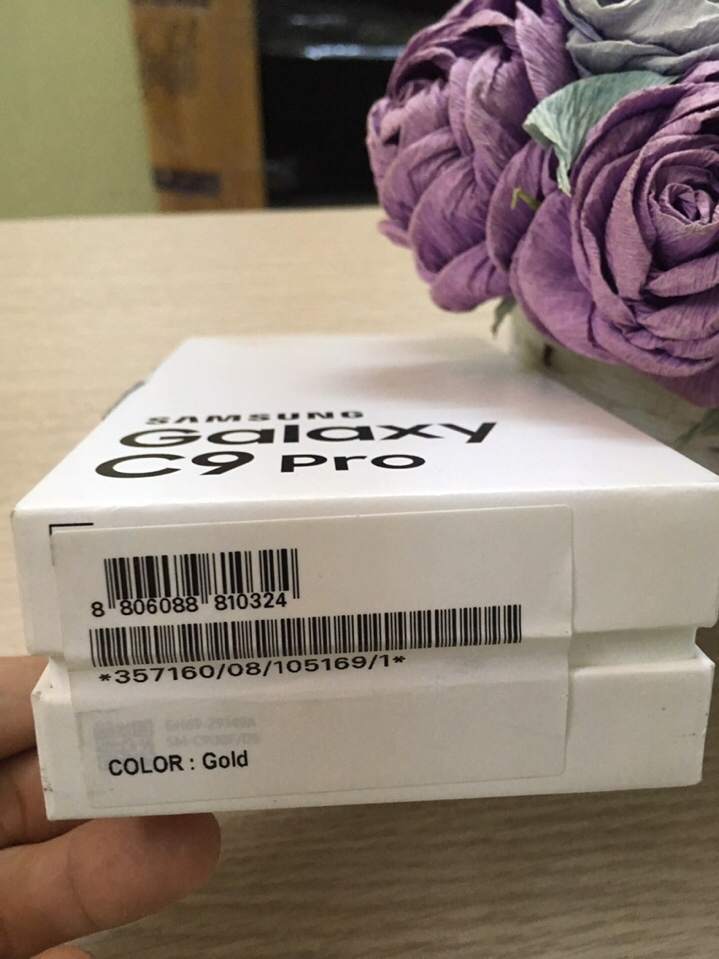 SAMSUNG
Galaxy
C9 Pro
8 806088 810324
*357160/08/105169/1*
COLOR : Gold